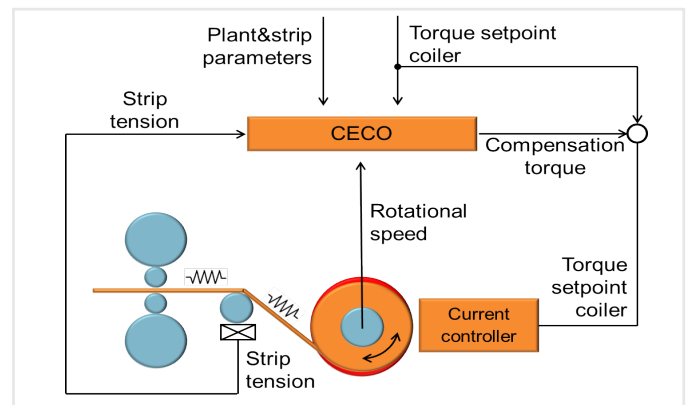 Plant&strip
parameters
Torque setpoint
coiler
Strip
tension
CECO
Compensation
torque
Rotational
speed
Torque
setpoint
coiler
Current
controller
Strip
tension